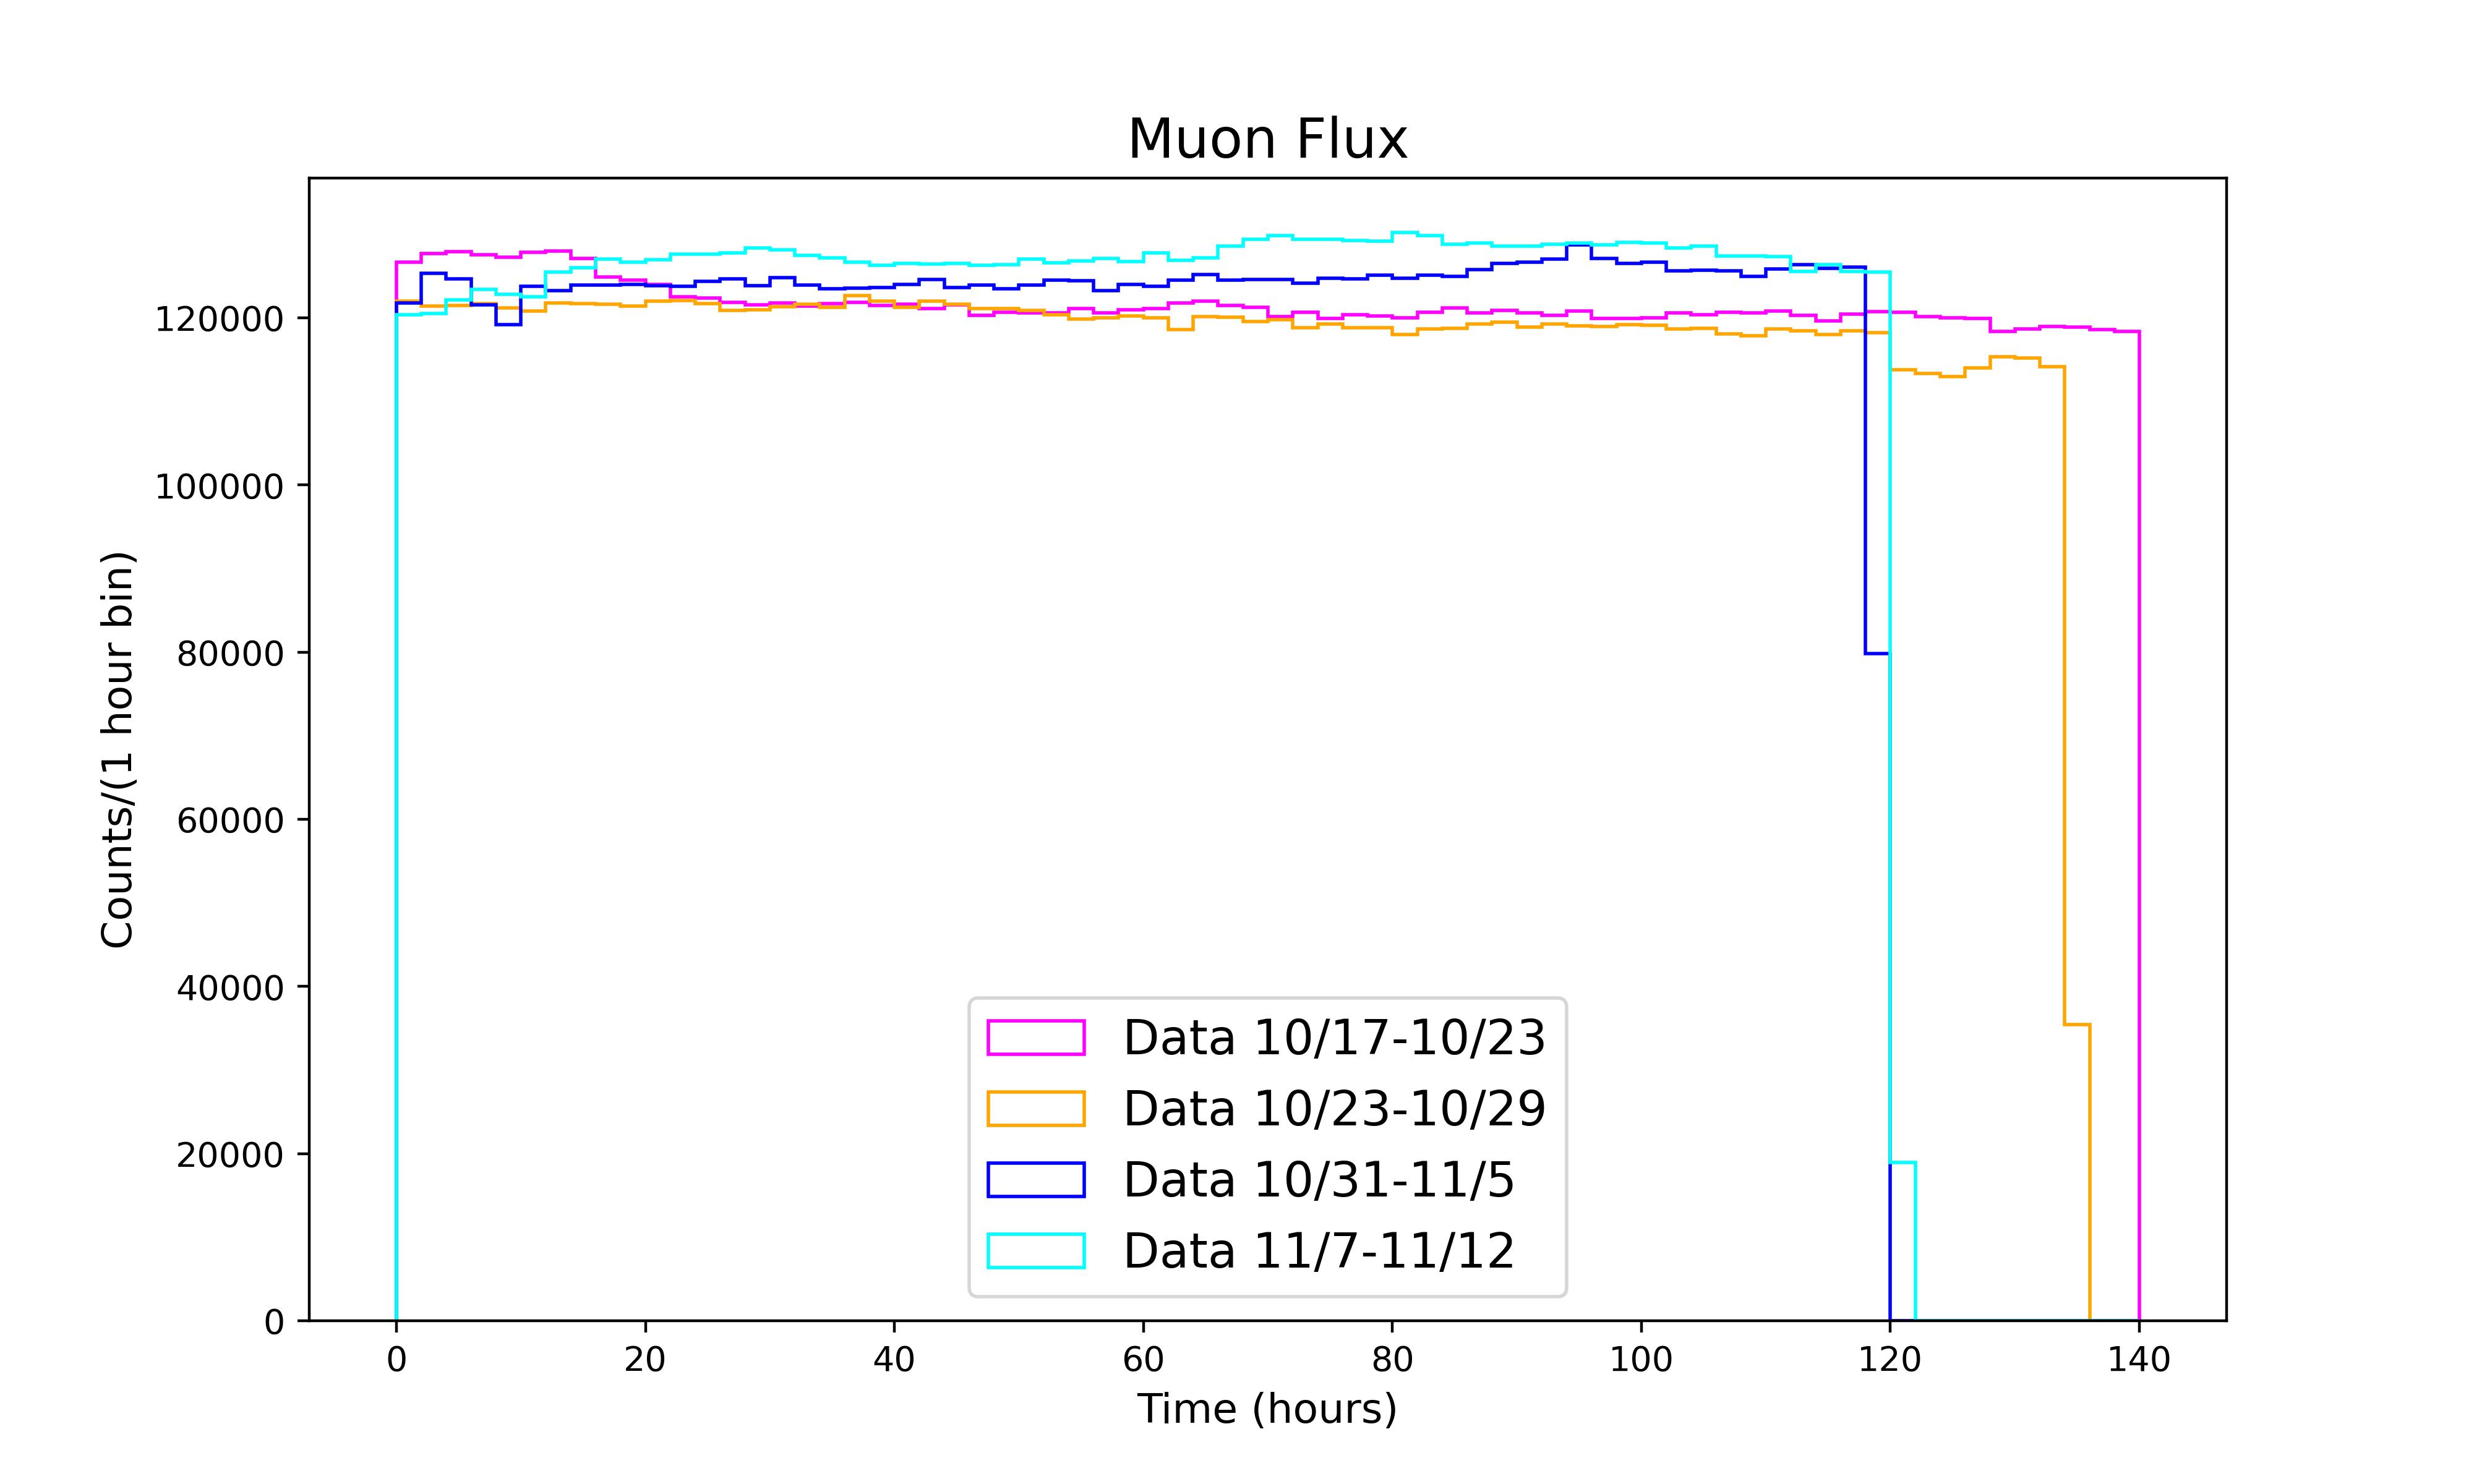 Muon Flux
Counts/(1 hour bin)
120000
100000
80000
60000
40000
20000
0
Data 10/17-10/23
Data 10/23-10/29
Data 10/31-11/5
Data 11/7-11/12
0 20 40 60 80 100 120 140
Time (hours)